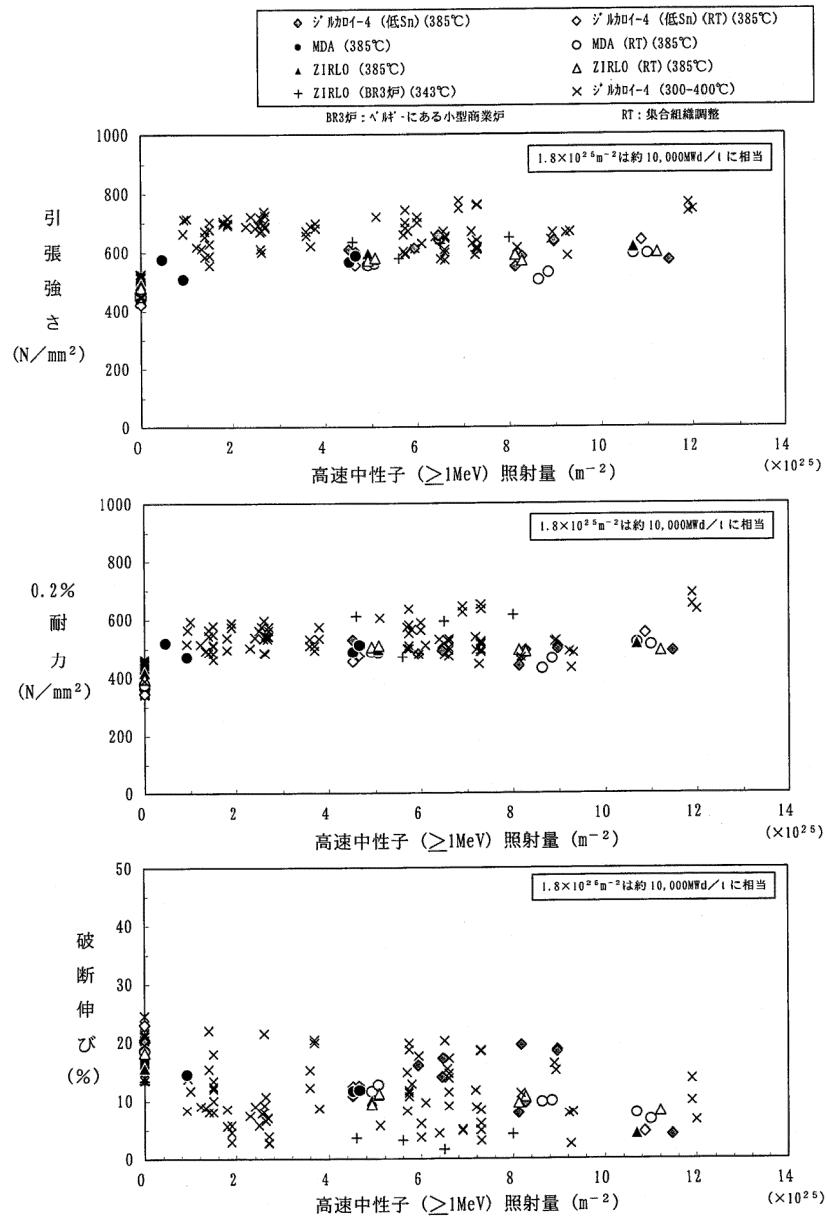 ジルカロイ-4 (低Sn)(385℃)
ジルカロイ-4 (低Sn)(RT)(385℃)
MDA (385℃)
MDA (RT)(385℃)
ZIRLO (385℃)
ZIRLO (RT)(385℃)
ZIRLO (BR3炉)(343℃)
ジルカロイ-4 (300-400℃)
BR3炉：ベルギーにある小型商業炉
RT：集合組織調整
1.8×10²⁵m⁻²は約10,000MWd/tに相当
引張強さ
(N/mm²)
1000
800
600
400
200
0
0 2 4 6 8 10 12 14
高速中性子 (≥1MeV) 照射量 (m⁻²)
(×10²⁵)
1.8×10²⁵m⁻²は約10,000MWd/tに相当
0.2%
耐力
(N/mm²)
1000
800
600
400
200
0
0 2 4 6 8 10 12 14
高速中性子 (≥1MeV) 照射量 (m⁻²)
(×10²⁵)
1.8×10²⁵m⁻²は約10,000MWd/tに相当
破断伸び
(%)
50
40
30
20
10
0
0 2 4 6 8 10 12 14
高速中性子 (≥1MeV) 照射量 (m⁻²)
(×10²⁵)